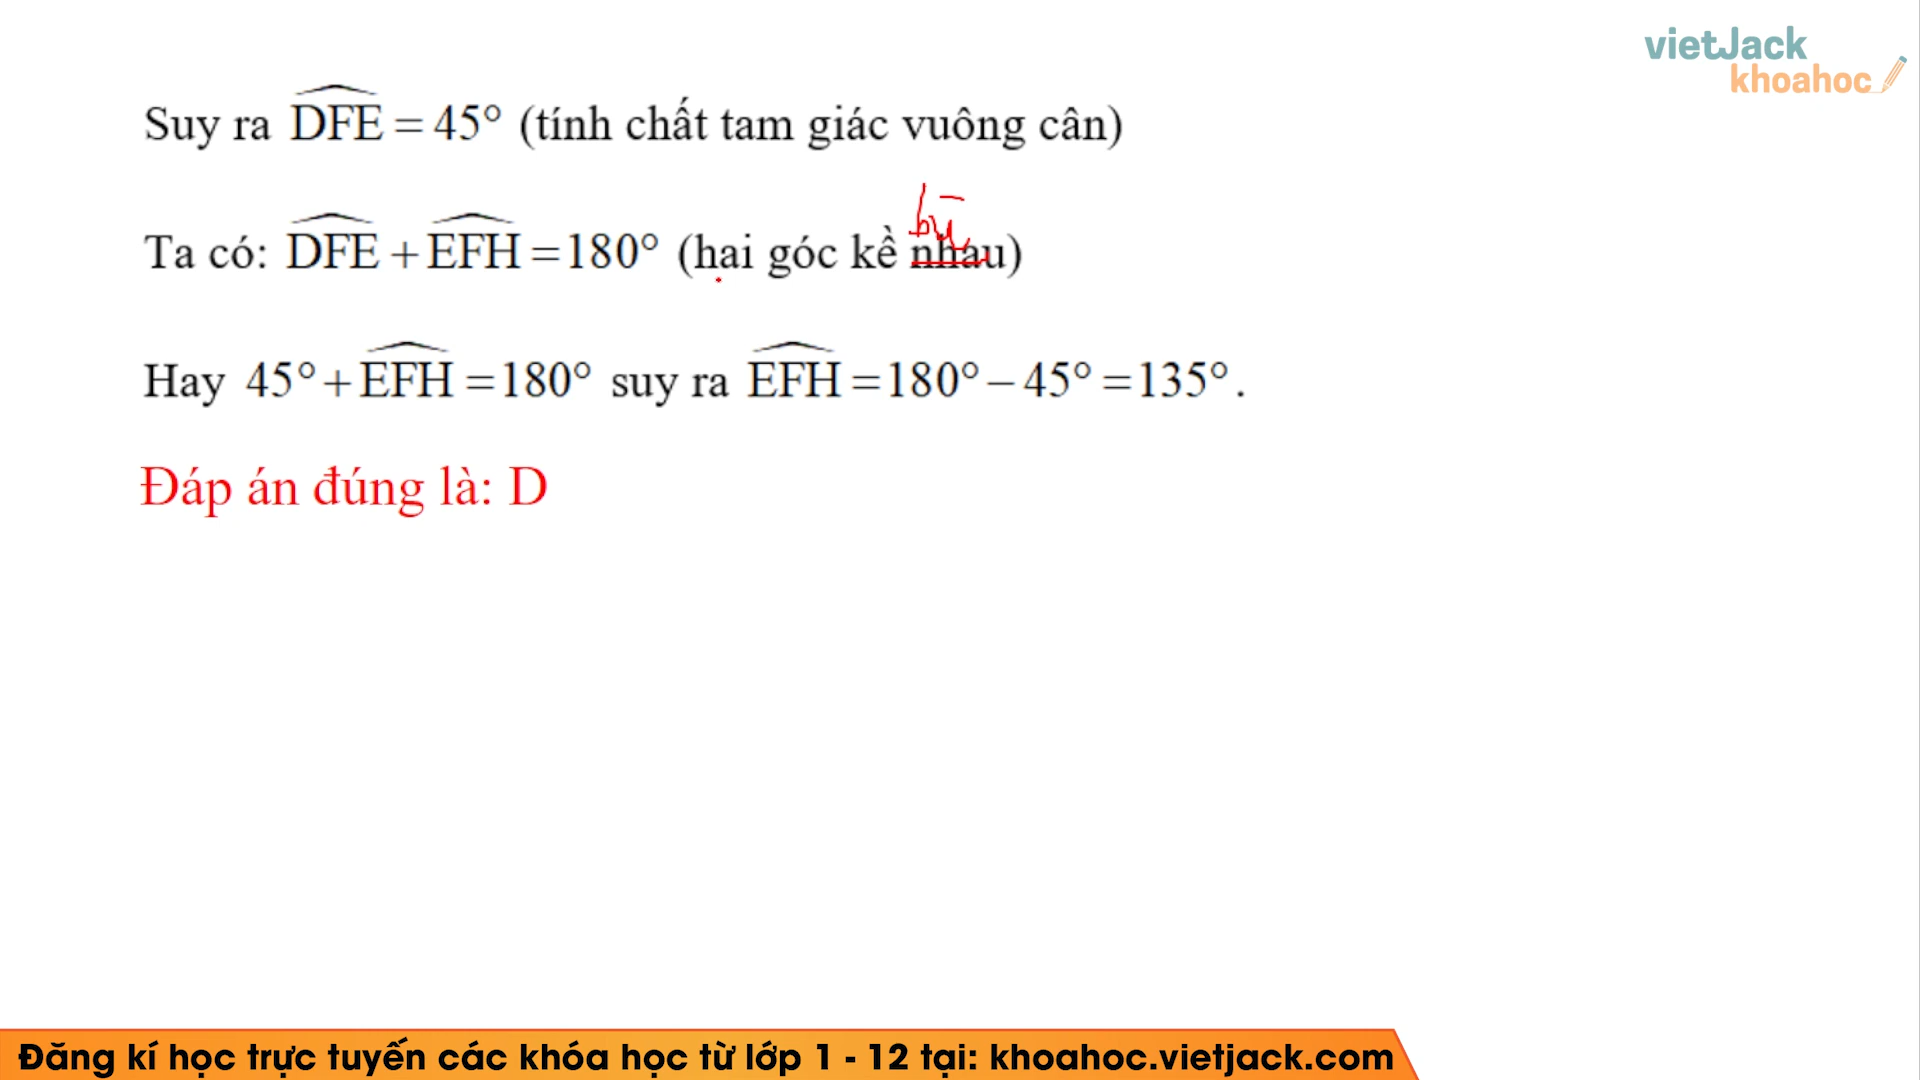 vietJack
khoahoc
Suy ra DFE = 45° (tính chất tam giác vuông cân)
bù
Ta có: DFE + EFH = 180° (hai góc kề nhau)
Hay 45° + EFH = 180° suy ra EFH = 180° − 45° = 135°.
Đáp án đúng là: D
Đăng kí học trực tuyến các khóa học từ lớp 1 - 12 tại: khoahoc.vietjack.com